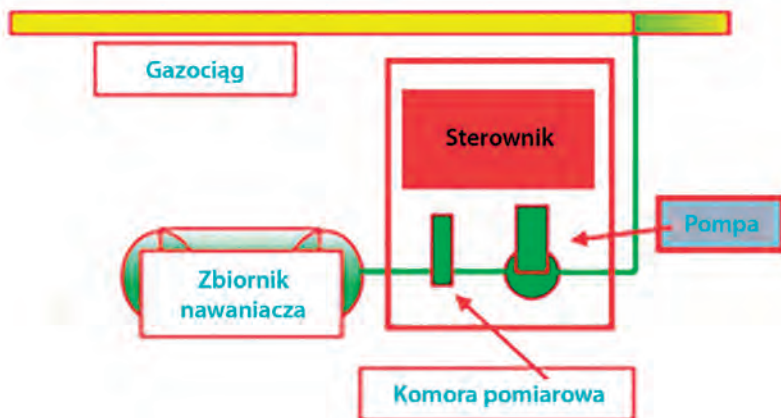 Gazociąg
Sterownik
Pompa
Zbiornik
nawaniacza
Komora pomiarowa